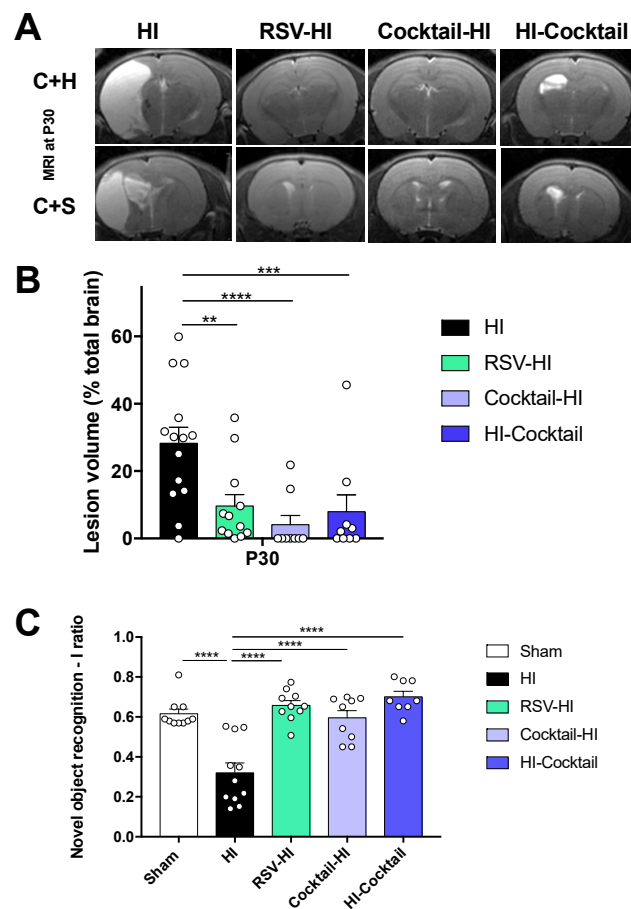 A
HI RSV-HI Cocktail-HI HI-Cocktail
C+H
MRI at P30
C+S
B
***
****
**
Lesion volume (% total brain)
60
40
20
0
P30
HI
RSV-HI
Cocktail-HI
HI-Cocktail
C
Novel object recognition - I ratio
1.0
0.8
0.6
0.4
0.2
0.0
****
****
**** ****
Sham
HI
RSV-HI
Cocktail-HI
HI-Cocktail
Sham
HI
RSV-HI
Cocktail-HI
HI-Cocktail